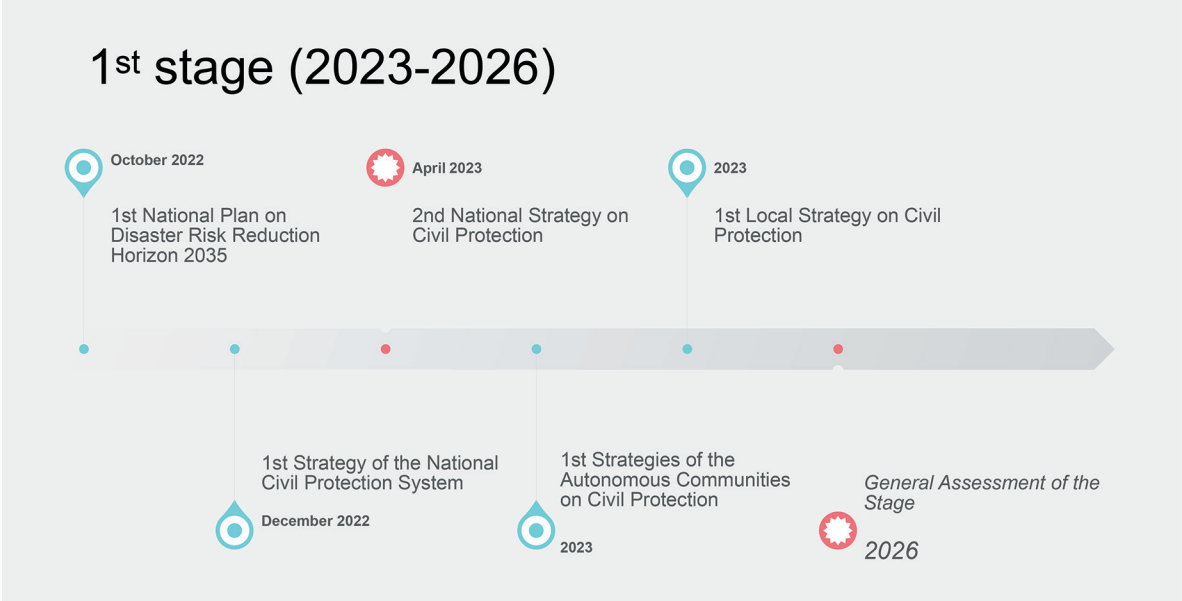 1st stage (2023-2026)
October 2022
1st National Plan on
Disaster Risk Reduction
Horizon 2035
April 2023
2nd National Strategy on
Civil Protection
2023
1st Local Strategy on Civil
Protection
1st Strategy of the National
Civil Protection System
December 2022
1st Strategies of the
Autonomous Communities
on Civil Protection
2023
General Assessment of the
Stage
2026